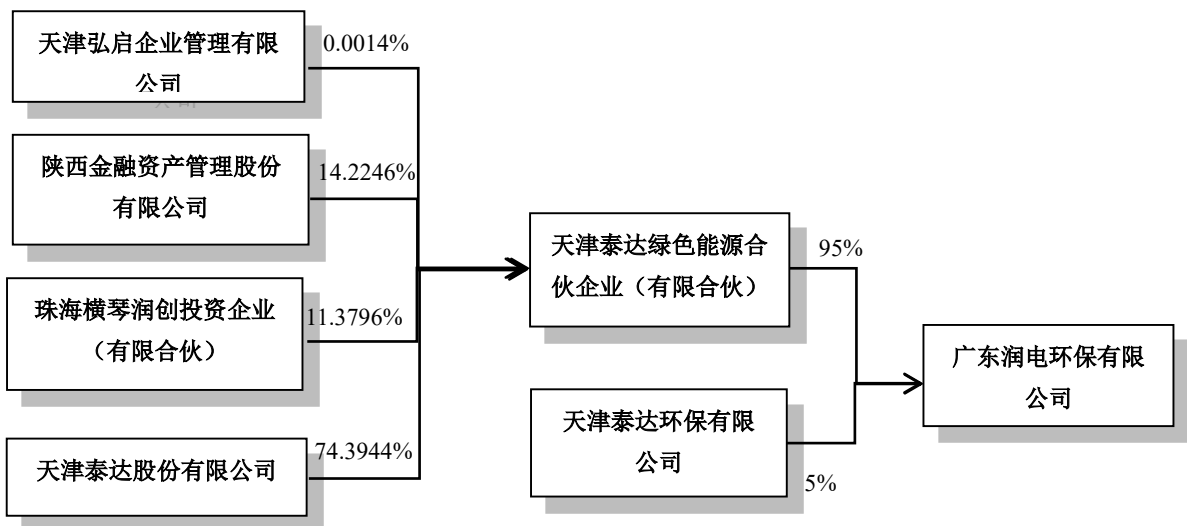 天津弘启企业管理有限
公司
0.0014%
陕西金融资产管理股份
有限公司
14.2246%
珠海横琴润创投资企业
（有限合伙）
11.3796%
天津泰达股份有限公司
74.3944%
天津泰达绿色能源合
伙企业（有限合伙）
95%
天津泰达环保有限
公司
5%
广东润电环保有限
公司